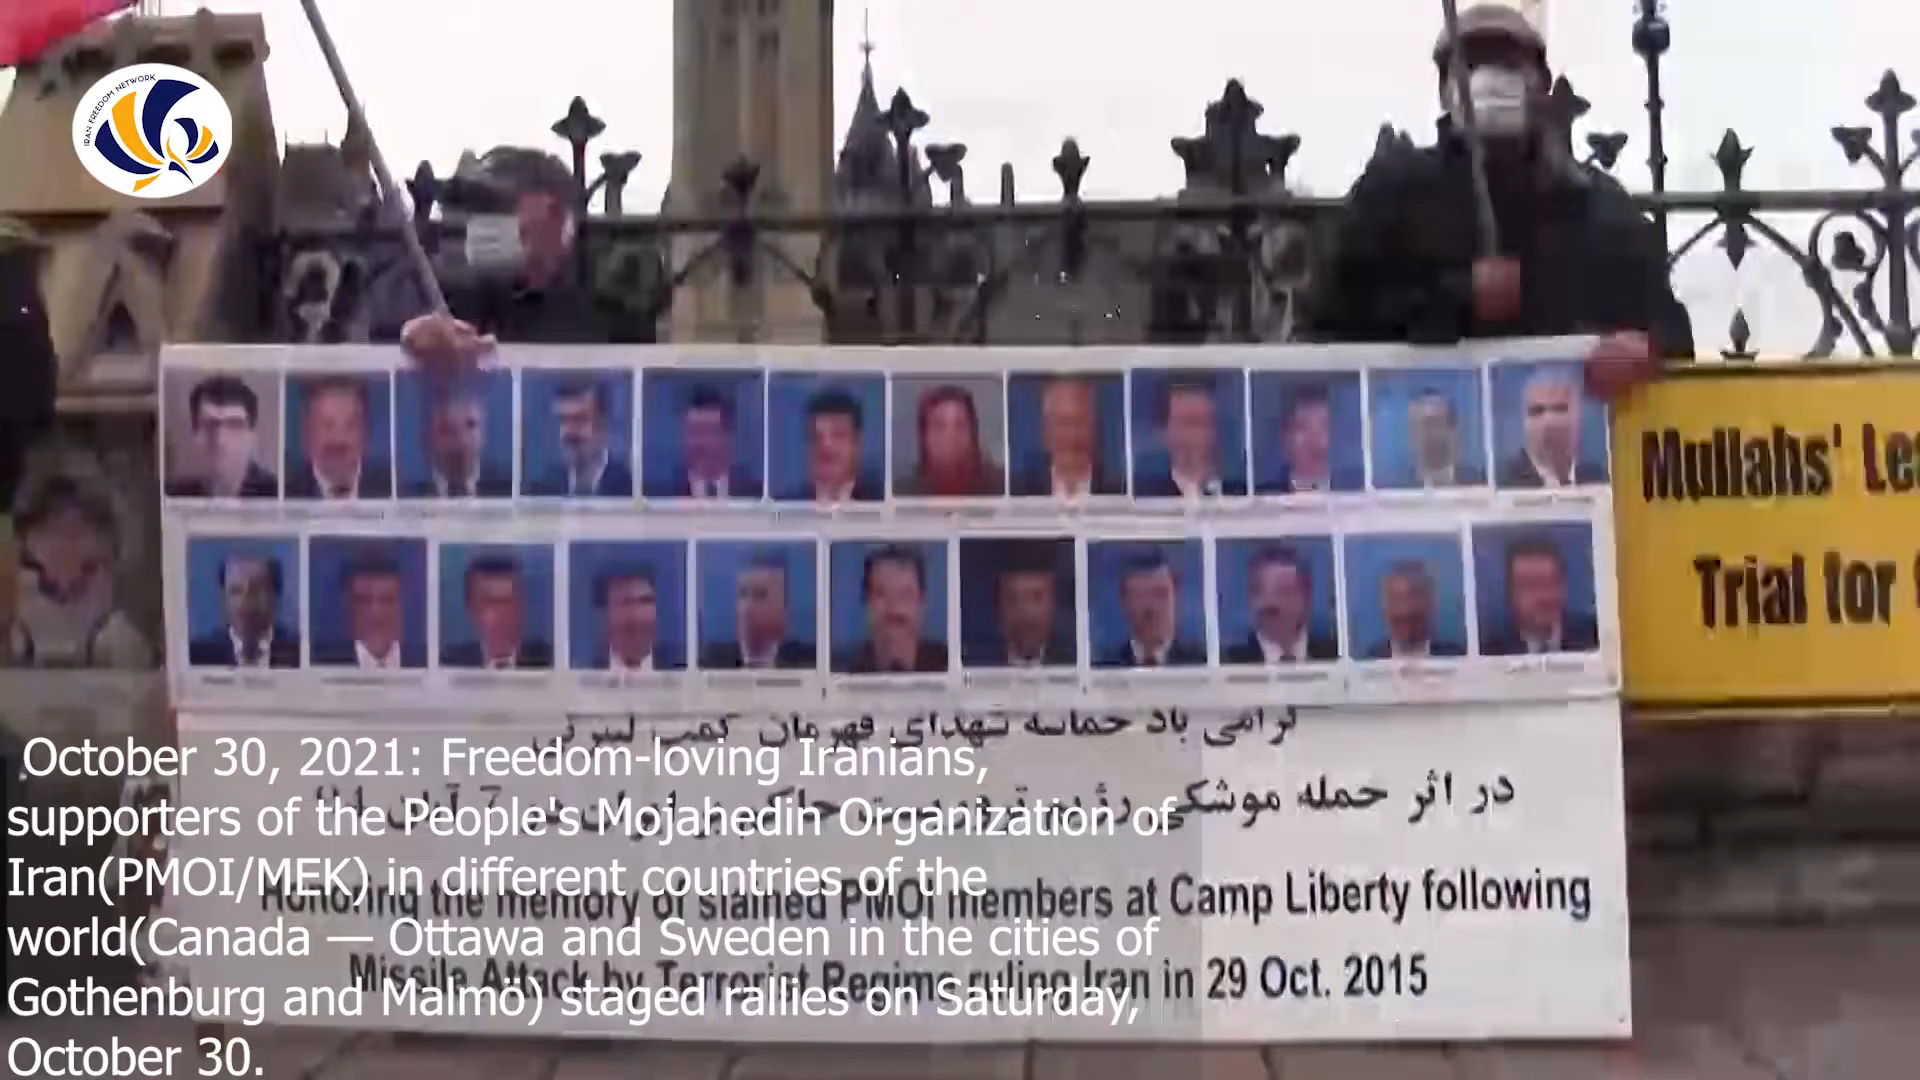 IRAN FREEDOM NETWORK
Mullahs' Le
Trial for
گرامی باد حماسه شهدای قهرمان کمپ لیبرتی
در اثر حمله موشکی
Honoring the memory of slained PMOI members at Camp Liberty following
Missile Attack by Terrorist Regime ruling Iran in 29 Oct. 2015
October 30, 2021: Freedom-loving Iranians,
supporters of the People's Mojahedin Organization of
Iran(PMOI/MEK) in different countries of the
world(Canada — Ottawa and Sweden in the cities of
Gothenburg and Malmö) staged rallies on Saturday,
October 30.